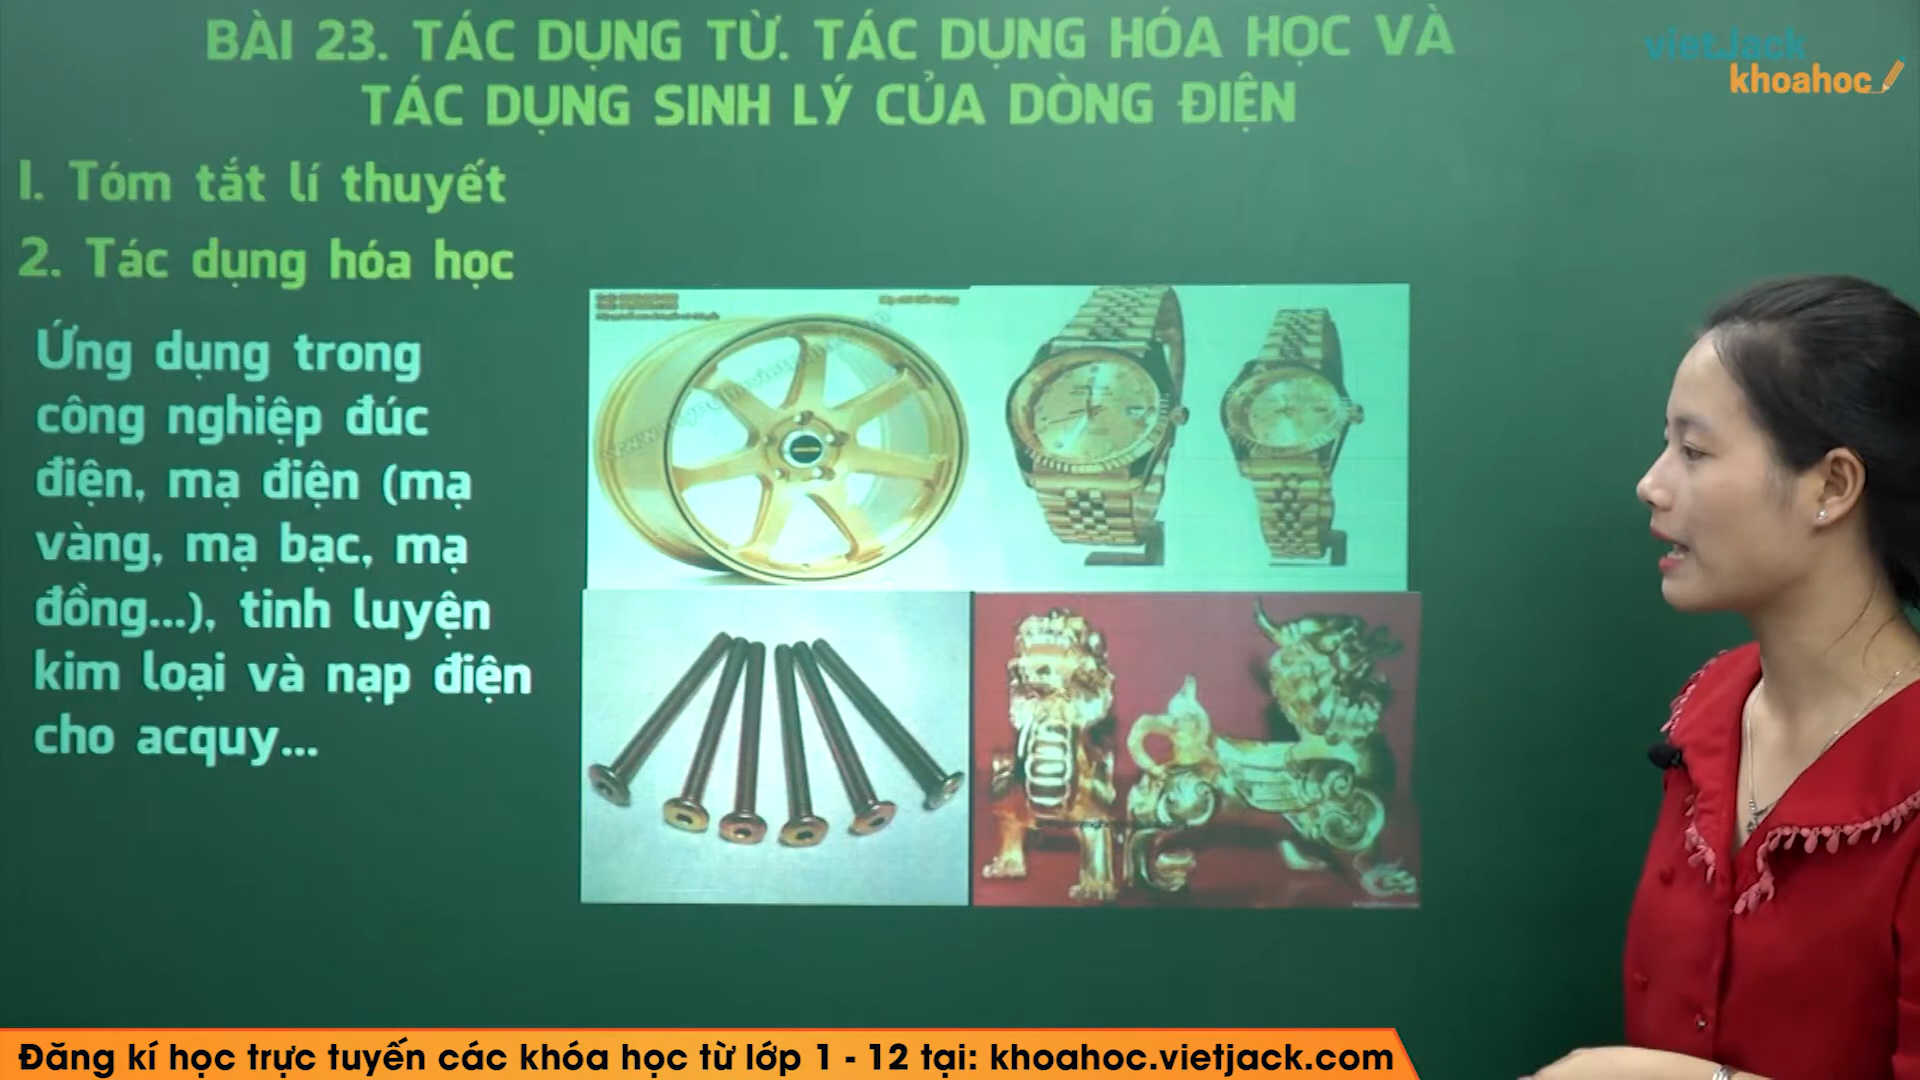 BÀI 23. TÁC DỤNG TỪ. TÁC DỤNG HÓA HỌC VÀ
TÁC DỤNG SINH LÝ CỦA DÒNG ĐIỆN
vietJack
khoahoc
I. Tóm tắt lí thuyết
2. Tác dụng hóa học
Ứng dụng trong
công nghiệp đúc
điện, mạ điện (mạ
vàng, mạ bạc, mạ
đồng...), tinh luyện
kim loại và nạp điện
cho acquy...
Đăng kí học trực tuyến các khóa học từ lớp 1 - 12 tại: khoahoc.vietjack.com